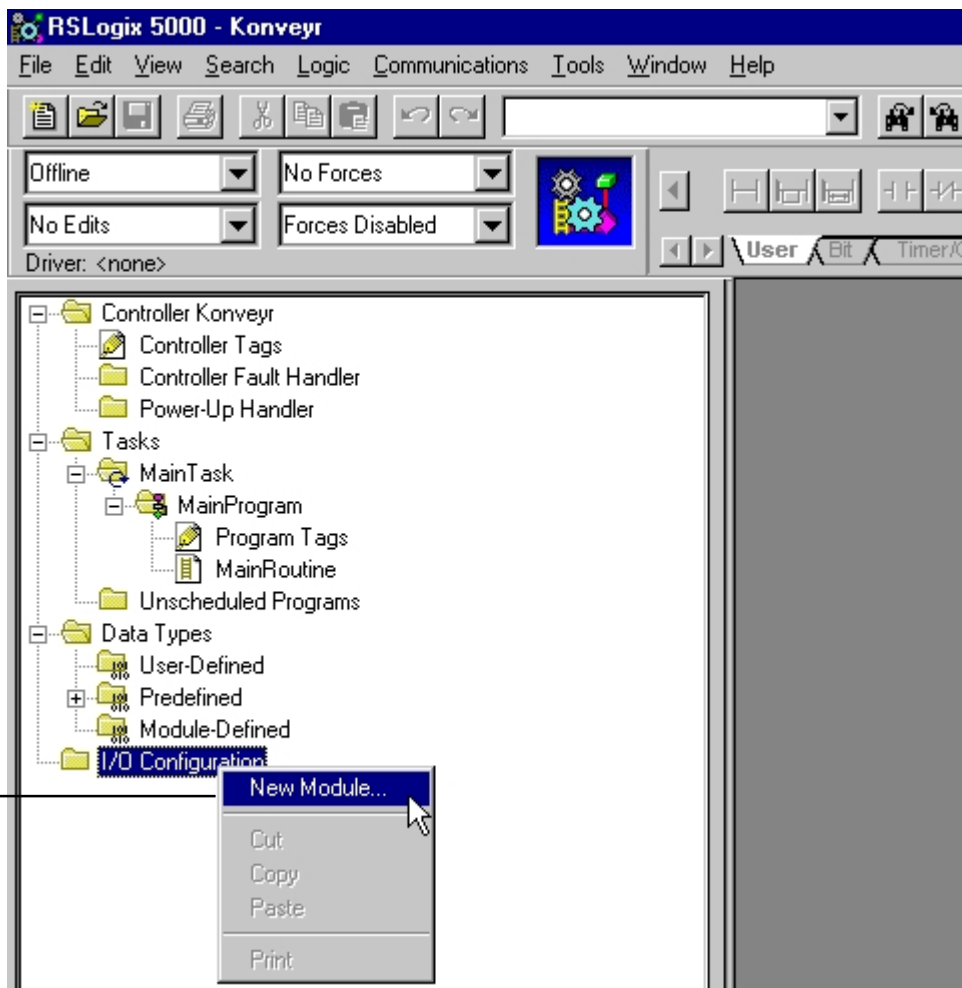 RSLogix 5000 - Konveyr
File Edit View Search Logic Communications Tools Window Help
Offline
No Forces
No Edits
Forces Disabled
Driver: <none>
User Bit
Controller Konveyr
Controller Tags
Controller Fault Handler
Power-Up Handler
Tasks
MainTask
MainProgram
Program Tags
MainRoutine
Unscheduled Programs
Data Types
User-Defined
Predefined
Module-Defined
I/O Configuration
New Module...
Cut
Copy
Paste
Print